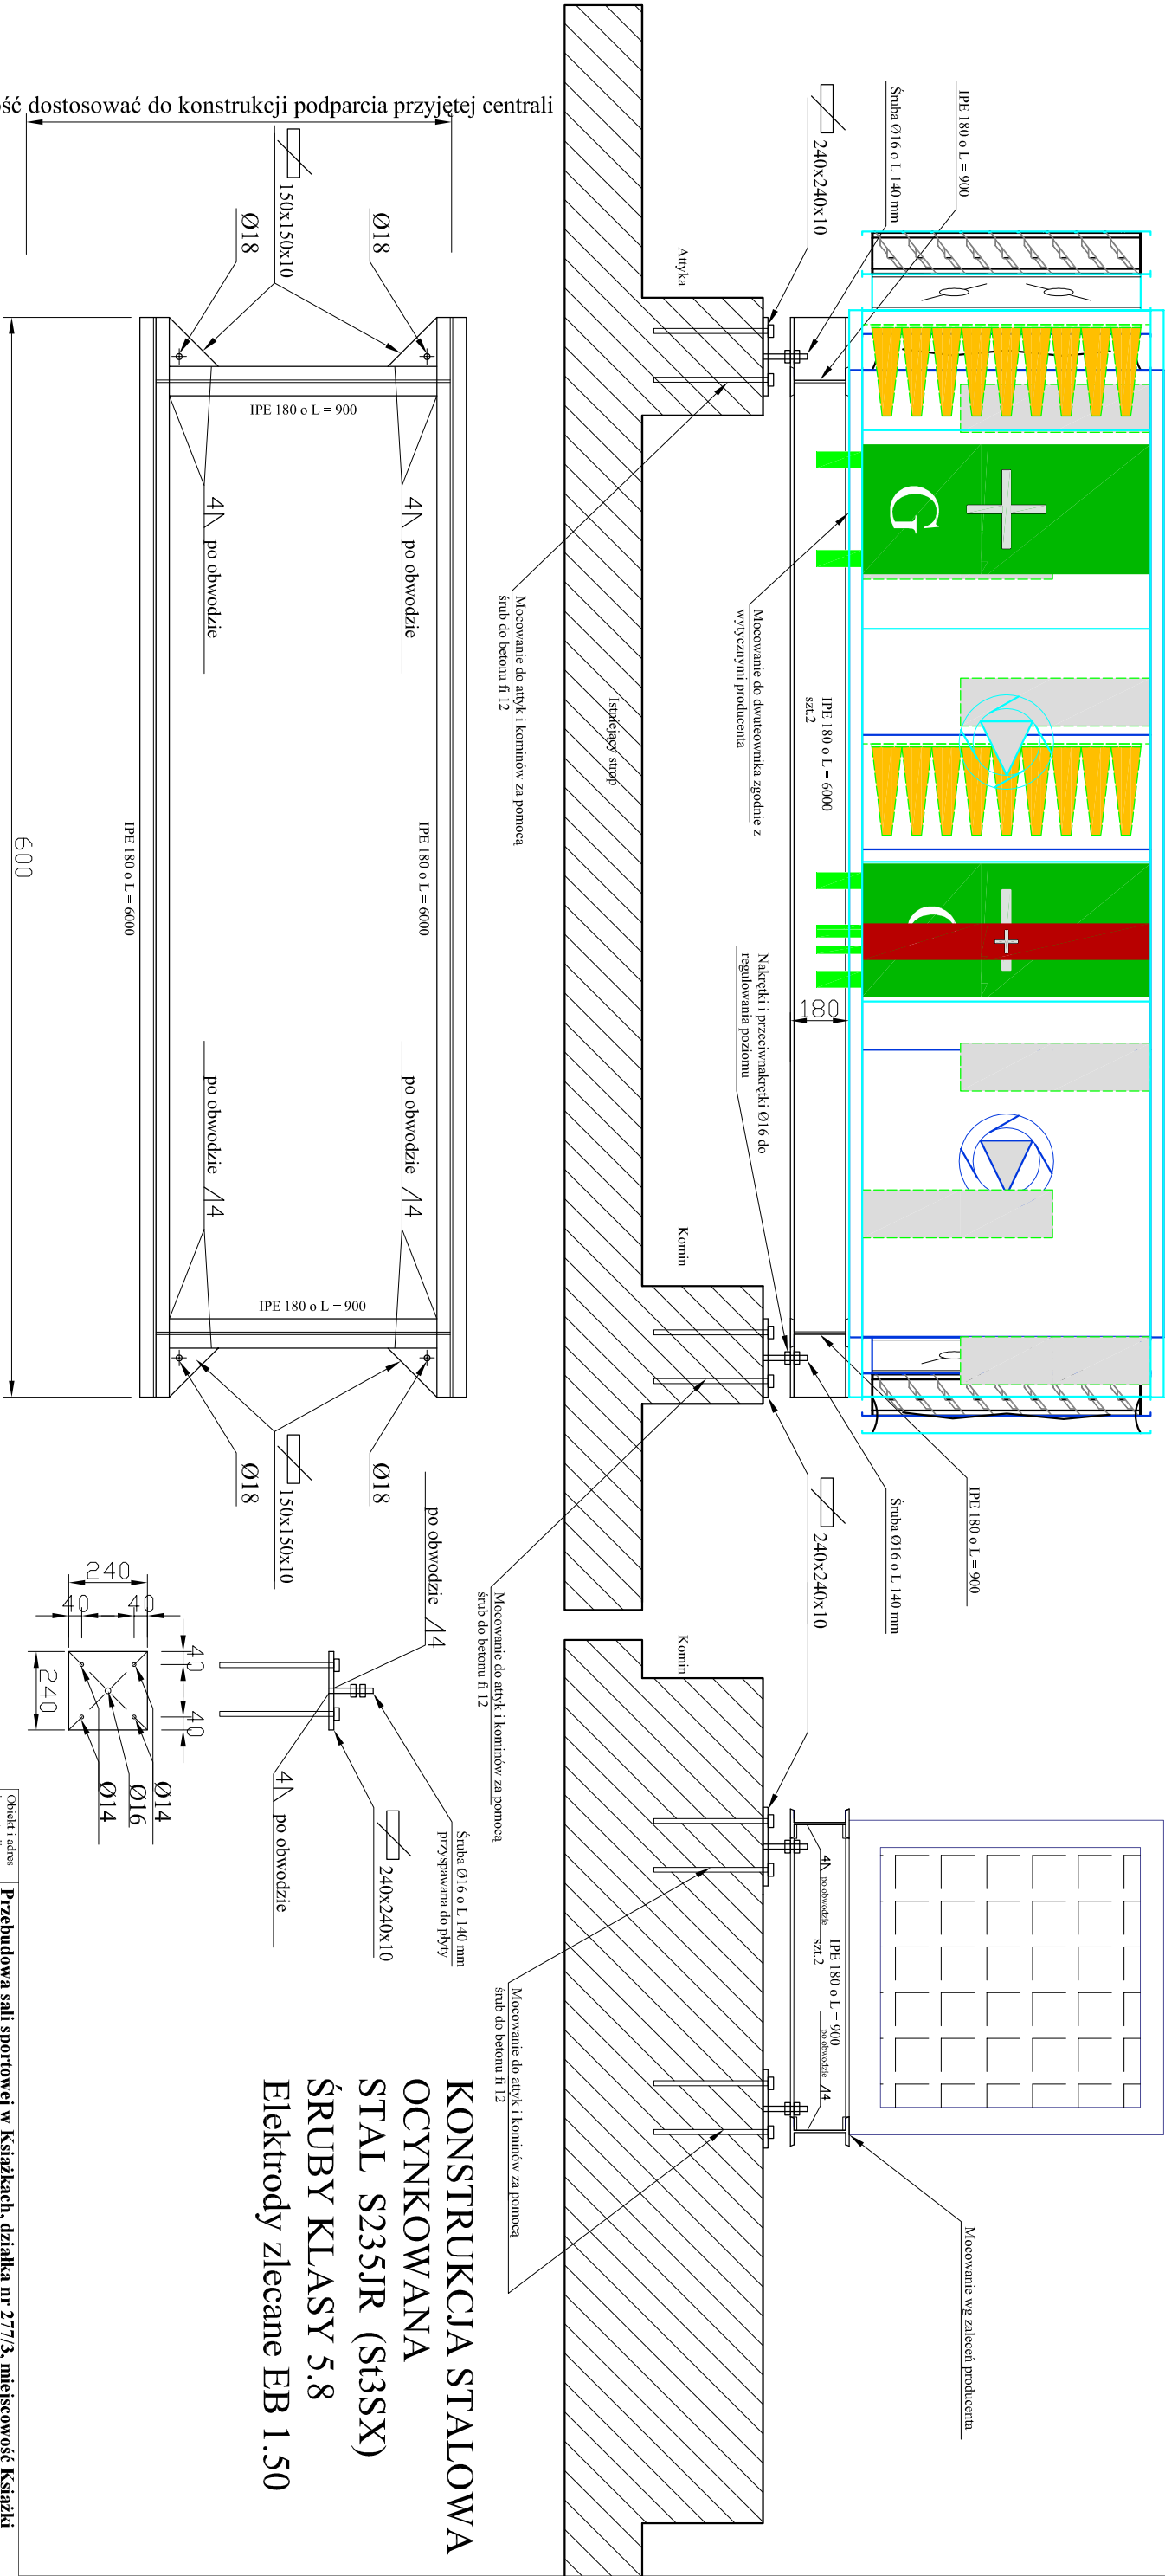 IPE 180 o L = 900
Śruba Ø16 o L 140 mm
240x240x10
Attyka
Mocowanie do attyk i kominów za pomocą
śrub do betonu fi 12
Istniejący strop
Mocowanie do dwuteownika zgodnie z
wytycznymi producenta
IPE 180 o L = 6000
szt.2
G
180
Nakrętki i przeciwnakrętki Ø16 do
regulowania poziomu
Komin
IPE 180 o L = 900
Śruba Ø16 o L 140 mm
240x240x10
Mocowanie do attyk i kominów za pomocą
śrub do betonu fi 12
Komin
4 po obwodzie
IPE 180 o L = 900
szt.2
po obwodzie 4
Mocowanie wg zaleceń producenta
Mocowanie do attyk i kominów za pomocą
śrub do betonu fi 12
dostosować do konstrukcji podparcia przyjętej centrali
150x150x10
Ø18
Ø18
IPE 180 o L = 900
4 po obwodzie
4 po obwodzie
IPE 180 o L = 6000
IPE 180 o L = 6000
600
po obwodzie 4
po obwodzie 4
IPE 180 o L = 900
Ø18
Ø18
150x150x10
po obwodzie 4
Śruba Ø16 o L 140 mm
przyspawana do płyty
240x240x10
4 po obwodzie
240
40
40
40
40
240
Ø14
Ø16
Ø14
KONSTRUKCJA STALOWA
OCYNKOWANA
STAL S235JR (St3SX)
ŚRUBY KLASY 5.8
Elektrody zlecane EB 1.50
Obiekt i adres
Przebudowa sali sportowej w Książkach, działka nr 277/3, miejscowość Książki